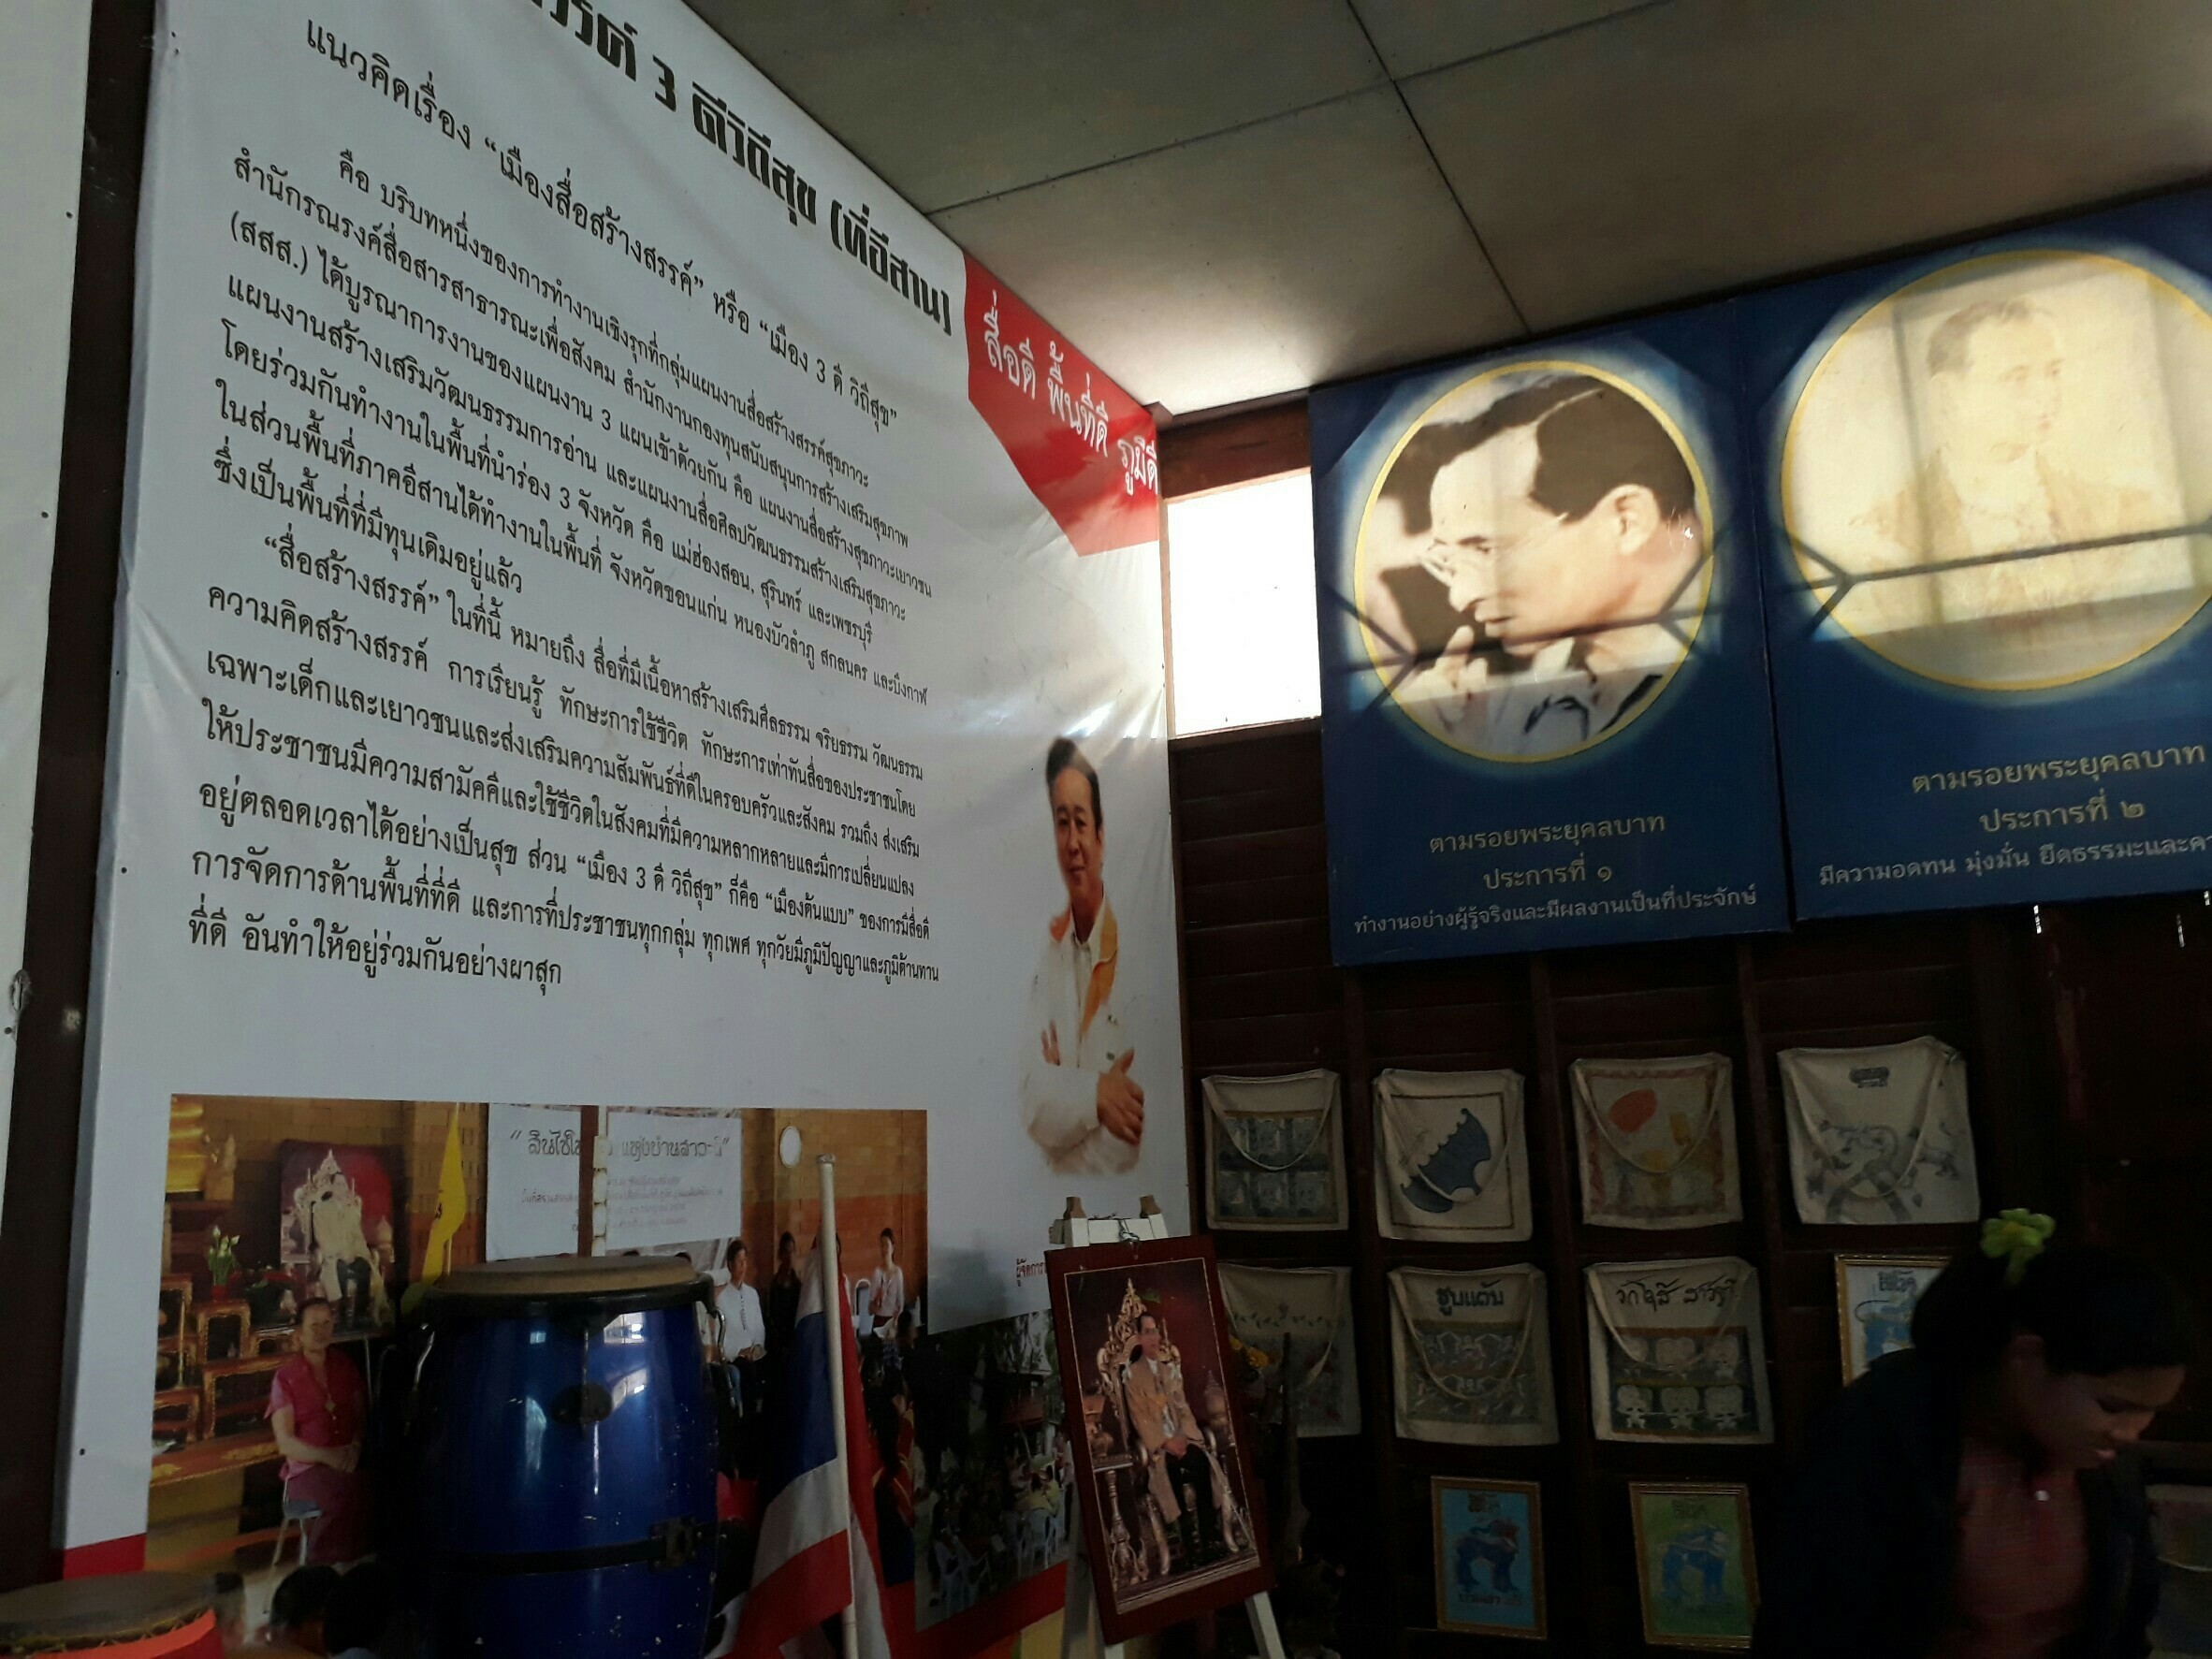 3 ดีวิถีสุข (ที่อีสาน)
แนวคิดเรื่อง “เมืองสื่อสร้างสรรค์” หรือ “เมือง 3 ดี วิถีสุข”
คือ บริบทหนึ่งของการทำงานเชิงรุกที่กลุ่มแผนงานสื่อสร้างสรรค์สุขภาวะ
สำนักรณรงค์สื่อสารสาธารณะเพื่อสังคม สำนักงานกองทุนสนับสนุนการสร้างเสริมสุขภาพ
(สสส.) ได้บูรณาการงานของแผนงาน 3 แผนเข้าด้วยกัน คือ แผนงานสื่อสร้างสุขภาวะเยาวชน
แผนงานสร้างเสริมวัฒนธรรมการอ่าน และแผนงานสื่อศิลปวัฒนธรรมสร้างเสริมสุขภาวะ
โดยร่วมกันทำงานในพื้นที่นำร่อง 3 จังหวัด คือ แม่ฮ่องสอน, สุรินทร์ และเพชรบุรี
ในส่วนพื้นที่ภาคอีสานได้ทำงานในพื้นที่ จังหวัดขอนแก่น หนองบัวลำภู สกลนคร และบึงกาฬ
ซึ่งเป็นพื้นที่ที่มีทุนเดิมอยู่แล้ว
“สื่อสร้างสรรค์” ในที่นี้ หมายถึง สื่อที่มีเนื้อหาสร้างเสริมศีลธรรม จริยธรรม วัฒนธรรม
ความคิดสร้างสรรค์ การเรียนรู้ ทักษะการใช้ชีวิต ทักษะการเท่าทันสื่อของประชาชนโดย
เฉพาะเด็กและเยาวชนและส่งเสริมความสัมพันธ์ที่ดีในครอบครัวและสังคม รวมถึง ส่งเสริม
ให้ประชาชนมีความสามัคคีและใช้ชีวิตในสังคมที่มีความหลากหลายและมีการเปลี่ยนแปลง
อยู่ตลอดเวลาได้อย่างเป็นสุข ส่วน “เมือง 3 ดี วิถีสุข” ก็คือ “เมืองต้นแบบ” ของการมีสื่อดี
การจัดการด้านพื้นที่ที่ดี และการที่ประชาชนทุกกลุ่ม ทุกเพศ ทุกวัยมีภูมิปัญญาและภูมิต้านทาน
ที่ดี อันทำให้อยู่ร่วมกันอย่างผาสุก
สื่อดี พื้นที่ดี ภูมิดี
ตามรอยพระยุคลบาท
ประการที่ ๑
ทำงานอย่างผู้รู้จริงและมีผลงานเป็นที่ประจักษ์
ตามรอยพระยุคลบาท
ประการที่ ๒
มีความอดทน มุ่งมั่น ยึดธรรมะและ
ฮูบแต้ม